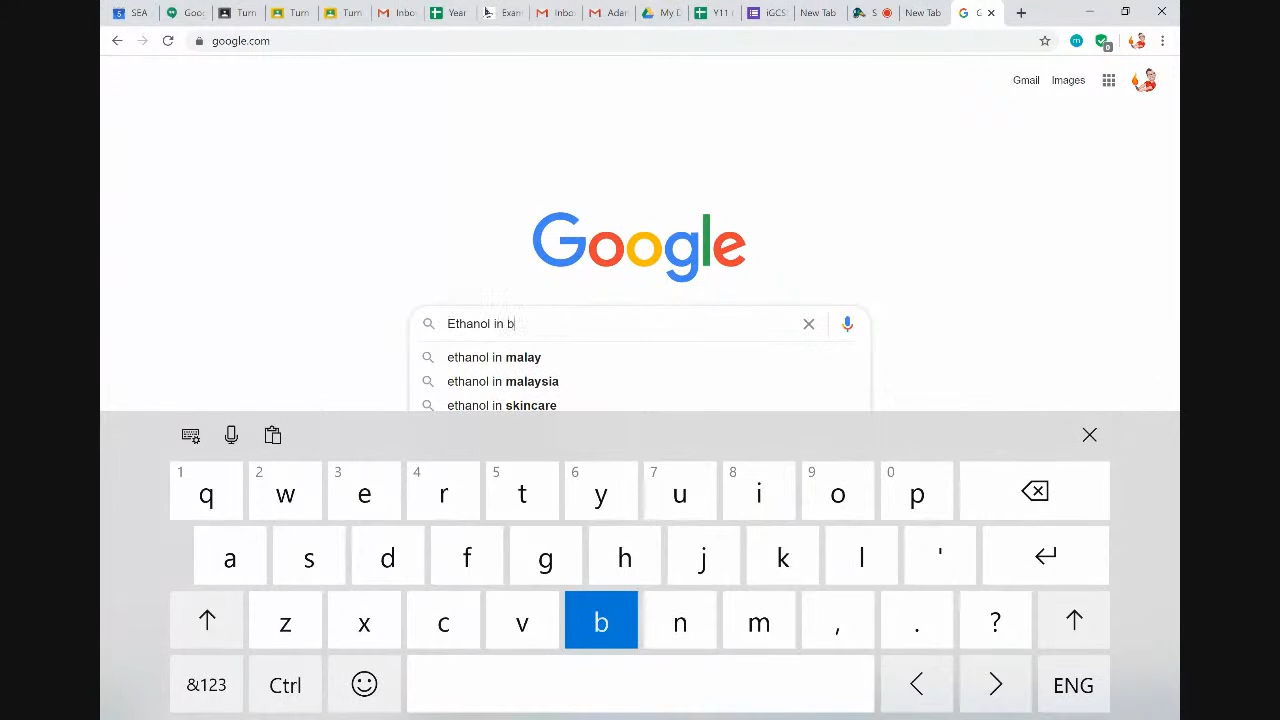 SEA
Goog
Turn
Turn
Turn
Inbo
Year
Exam
Inbo
Adar
My D
Y11 
iGCS
New Tab
S
New Tab
G
google.com
0
Gmail Images
Google
Ethanol in b
ethanol in malay
ethanol in malaysia
ethanol in skincare
1 2 3 4 5 6 7 8 9 0
q w e r t y u i o p
a s d f g h j k l '
z x c v b n m , . ?
&123 Ctrl ENG